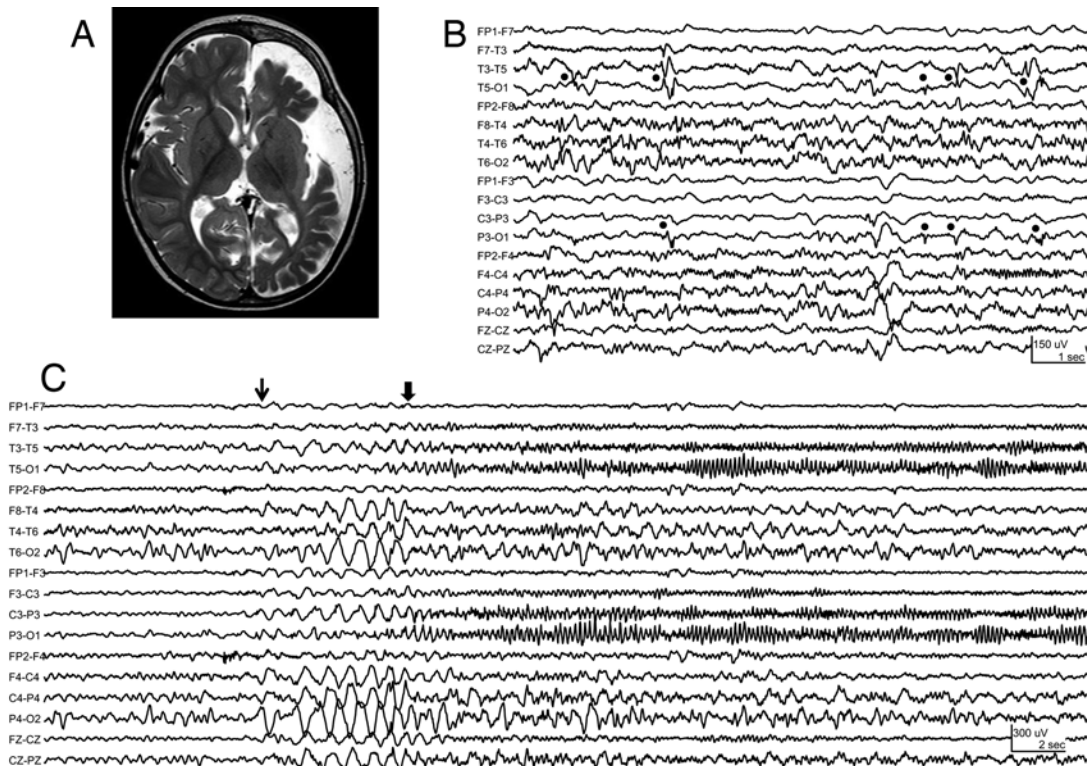 A
B
FP1-F7
F7-T3
T3-T5
T5-O1
FP2-F8
F8-T4
T4-T6
T6-O2
FP1-F3
F3-C3
C3-P3
P3-O1
FP2-F4
F4-C4
C4-P4
P4-O2
FZ-CZ
CZ-PZ
150 uV
1 sec
C
FP1-F7
F7-T3
T3-T5
T5-O1
FP2-F8
F8-T4
T4-T6
T6-O2
FP1-F3
F3-C3
C3-P3
P3-O1
FP2-F4
F4-C4
C4-P4
P4-O2
FZ-CZ
CZ-PZ
300 uV
2 sec